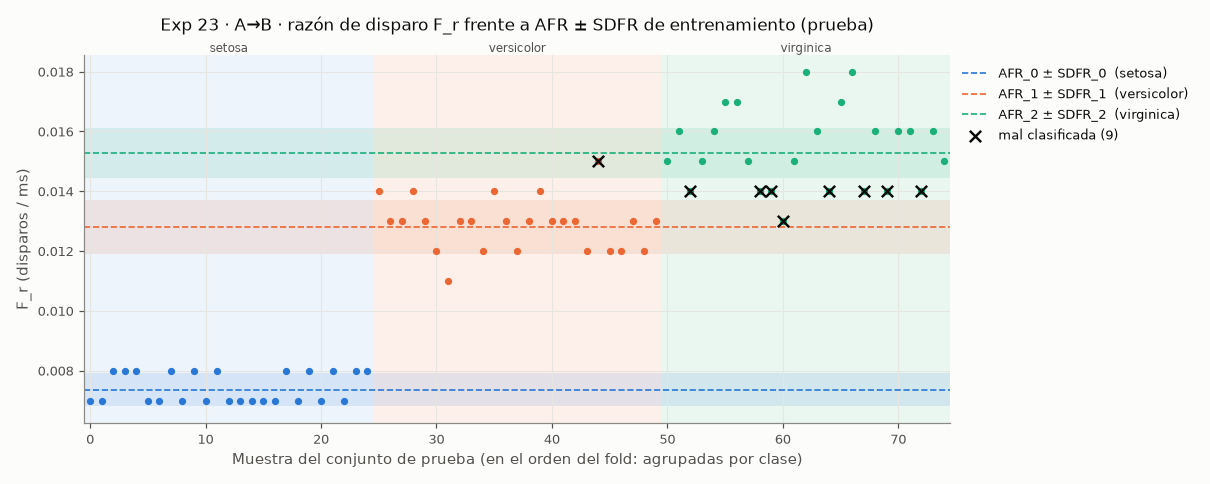 Exp 23 · A→B · razón de disparo F_r frente a AFR ± SDFR de entrenamiento (prueba)
setosa
versicolor
virginica
0.018
0.016
0.014
0.012
0.010
0.008
F_r (disparos / ms)
0
10
20
30
40
50
60
70
Muestra del conjunto de prueba (en el orden del fold: agrupadas por clase)
AFR_0 ± SDFR_0 (setosa)
AFR_1 ± SDFR_1 (versicolor)
AFR_2 ± SDFR_2 (virginica)
mal clasificada (9)